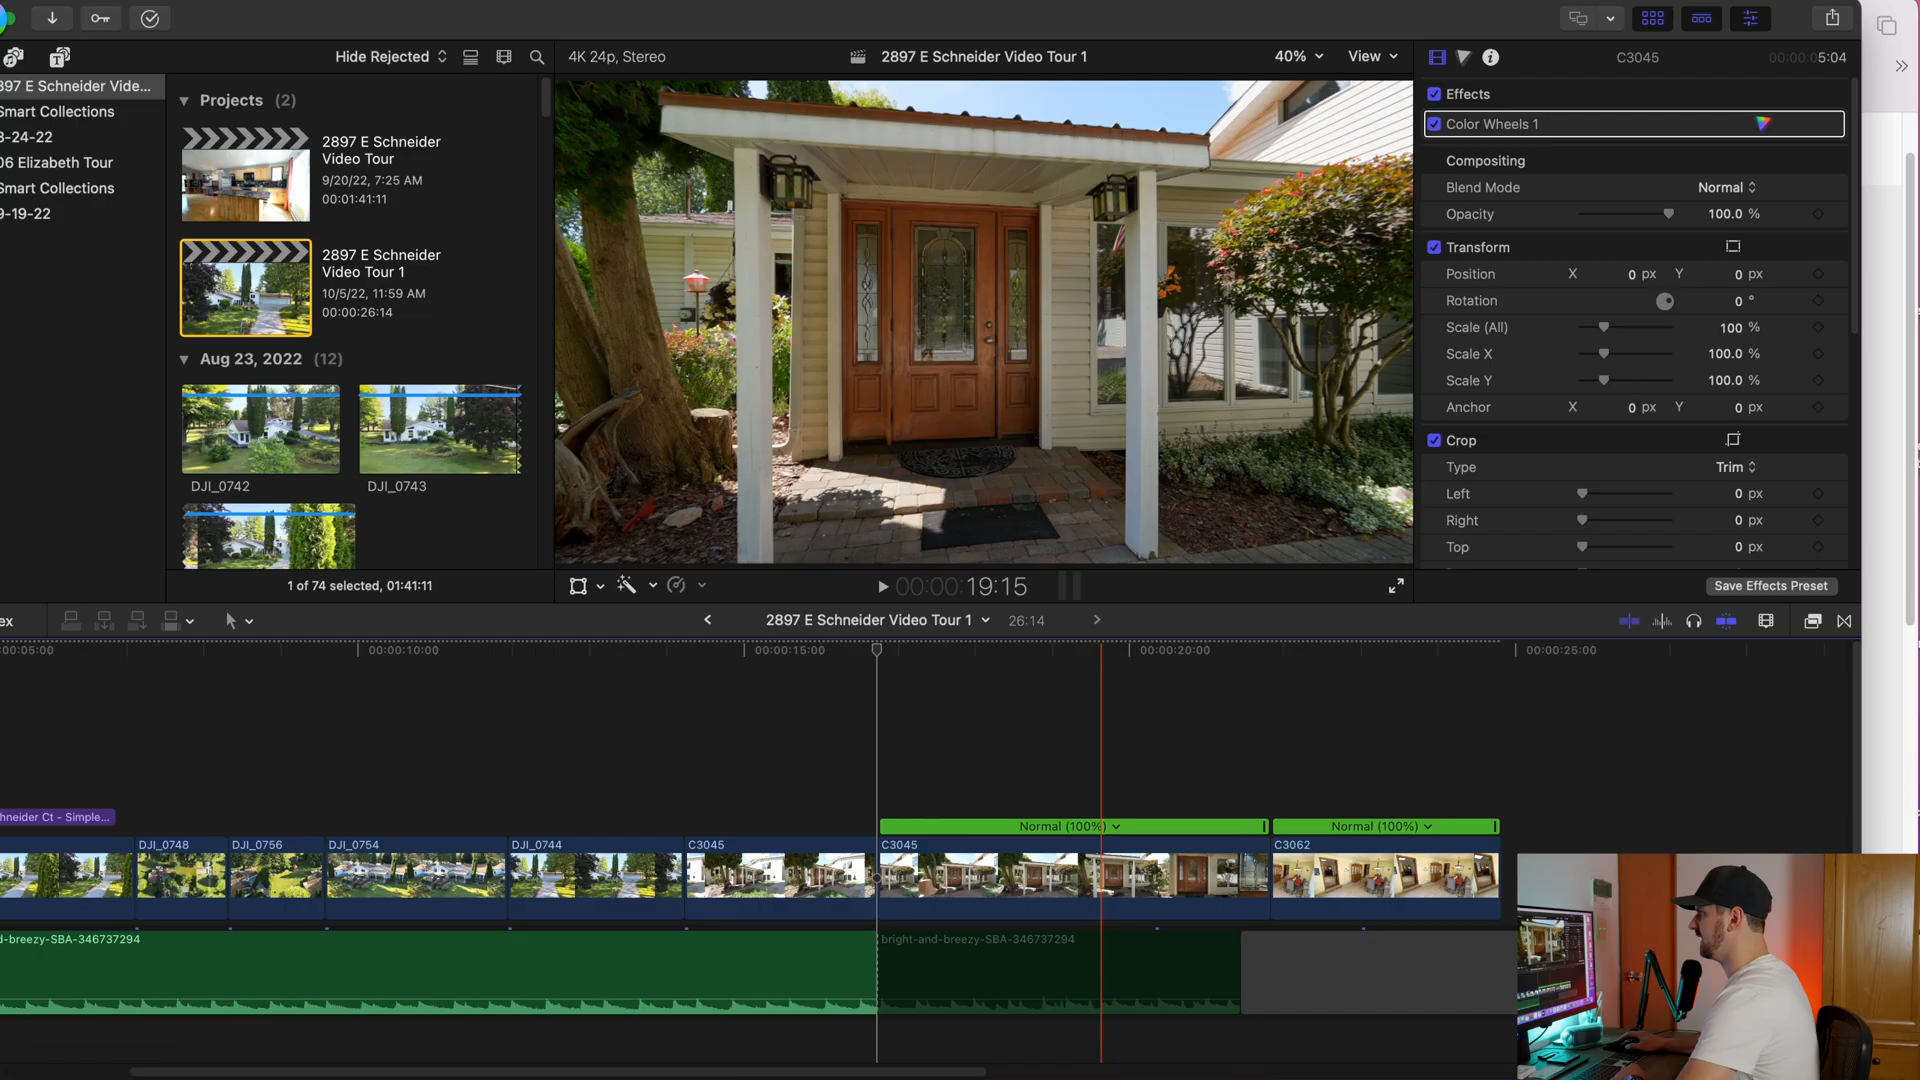 Hide Rejected
4K 24p, Stereo
2897 E Schneider Video Tour 1
40%
View
C3045
00:00:05:04
897 E Schneider Vide...
Smart Collections
8-24-22
06 Elizabeth Tour
Smart Collections
9-19-22
Projects (2)
2897 E Schneider
Video Tour
9/20/22, 7:25 AM
00:01:41:11
2897 E Schneider
Video Tour 1
10/5/22, 11:59 AM
00:00:26:14
Aug 23, 2022 (12)
DJI_0742
DJI_0743
1 of 74 selected, 01:41:11
Effects
Color Wheels 1
Compositing
Blend Mode Normal
Opacity 100.0 %
Transform
Position X 0 px Y 0 px
Rotation 0 °
Scale (All) 100 %
Scale X 100.0 %
Scale Y 100.0 %
Anchor X 0 px Y 0 px
Crop
Type Trim
Left 0 px
Right 0 px
Top 0 px
Save Effects Preset
00:00:19:15
ex
2897 E Schneider Video Tour 1
26:14
:00:05:00
00:00:10:00
00:00:15:00
00:00:20:00
00:00:25:00
hneider Ct - Simple...
Normal (100%)
Normal (100%)
DJI_0748
DJI_0756
DJI_0754
DJI_0744
C3045
C3045
C3062
d-breezy-SBA-346737294
bright-and-breezy-SBA-346737294